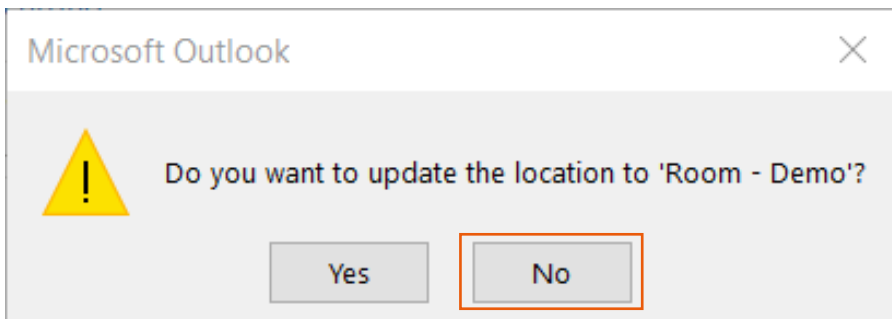 Microsoft Outlook
Do you want to update the location to 'Room - Demo'?
Yes
No